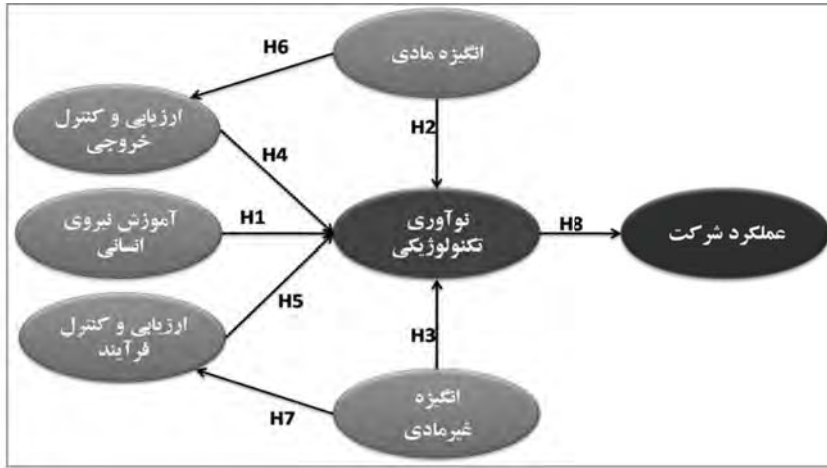 انگیزه مادی
H6
ارزیابی و کنترل
خروجی
H2
H4
آموزش نیروی
انسانی
H1
نوآوری
تکنولوژیکی
H8
عملکرد شرکت
ارزیابی و کنترل
فرآیند
H5
H3
H7
انگیزه
غیرمادی